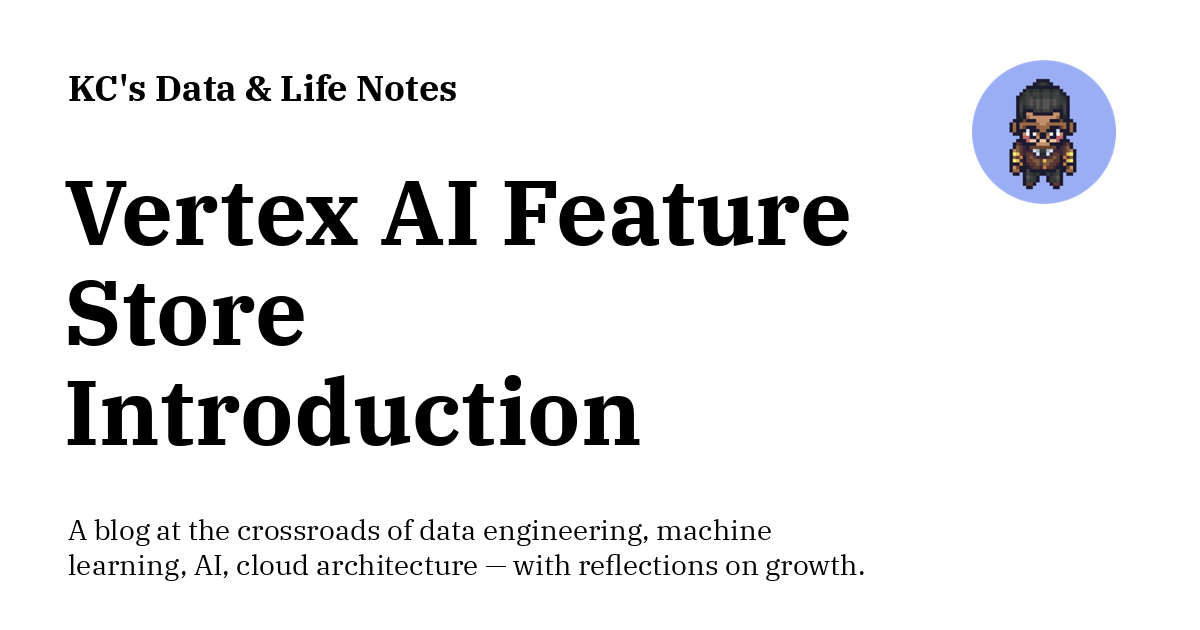 KC's Data & Life Notes
Vertex AI Feature
Store
Introduction
A blog at the crossroads of data engineering, machine
learning, AI, cloud architecture — with reflections on growth.